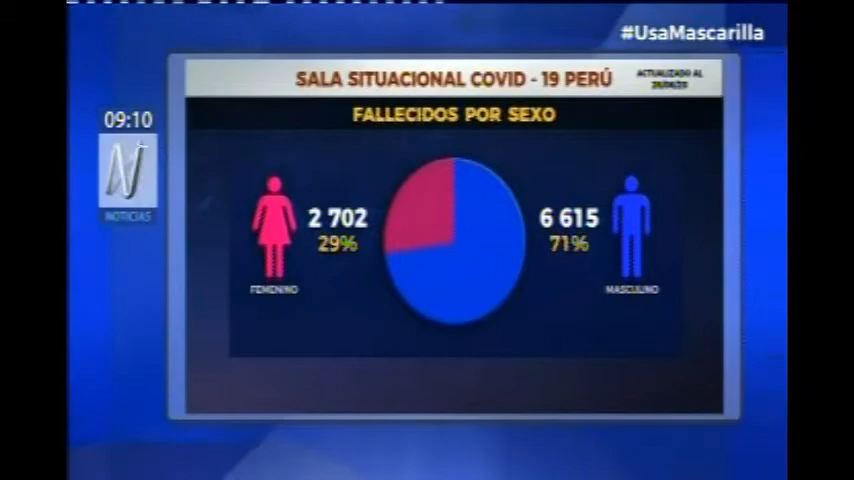 #UsaMascarilla
SALA SITUACIONAL COVID - 19 PERÚ
ACTUALIZADO AL
09:10
FALLECIDOS POR SEXO
N+
NOTICIAS
2 702
29%
6 615
71%
FEMENINO
MASCULINO